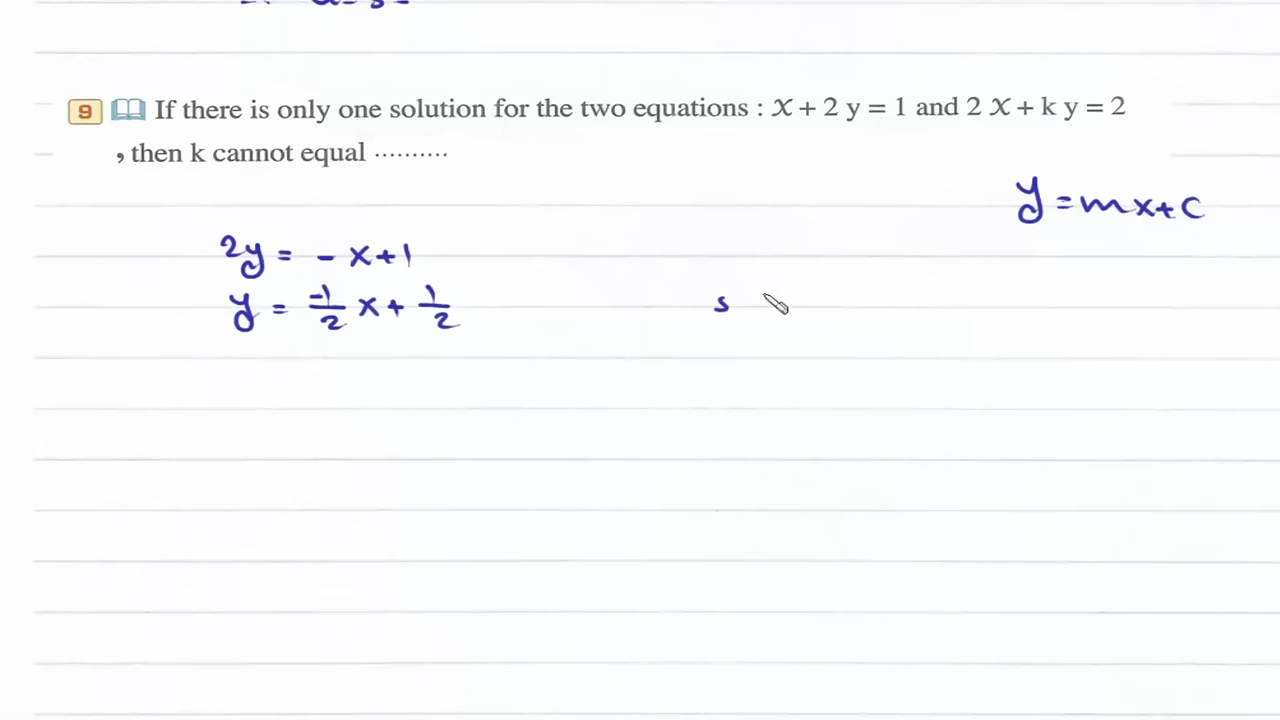 9 If there is only one solution for the two equations : X + 2 y = 1 and 2 X + k y = 2
, then k cannot equal ..........
y = mx + c
2y = - x + 1
y = -1/2 x + 1/2
s